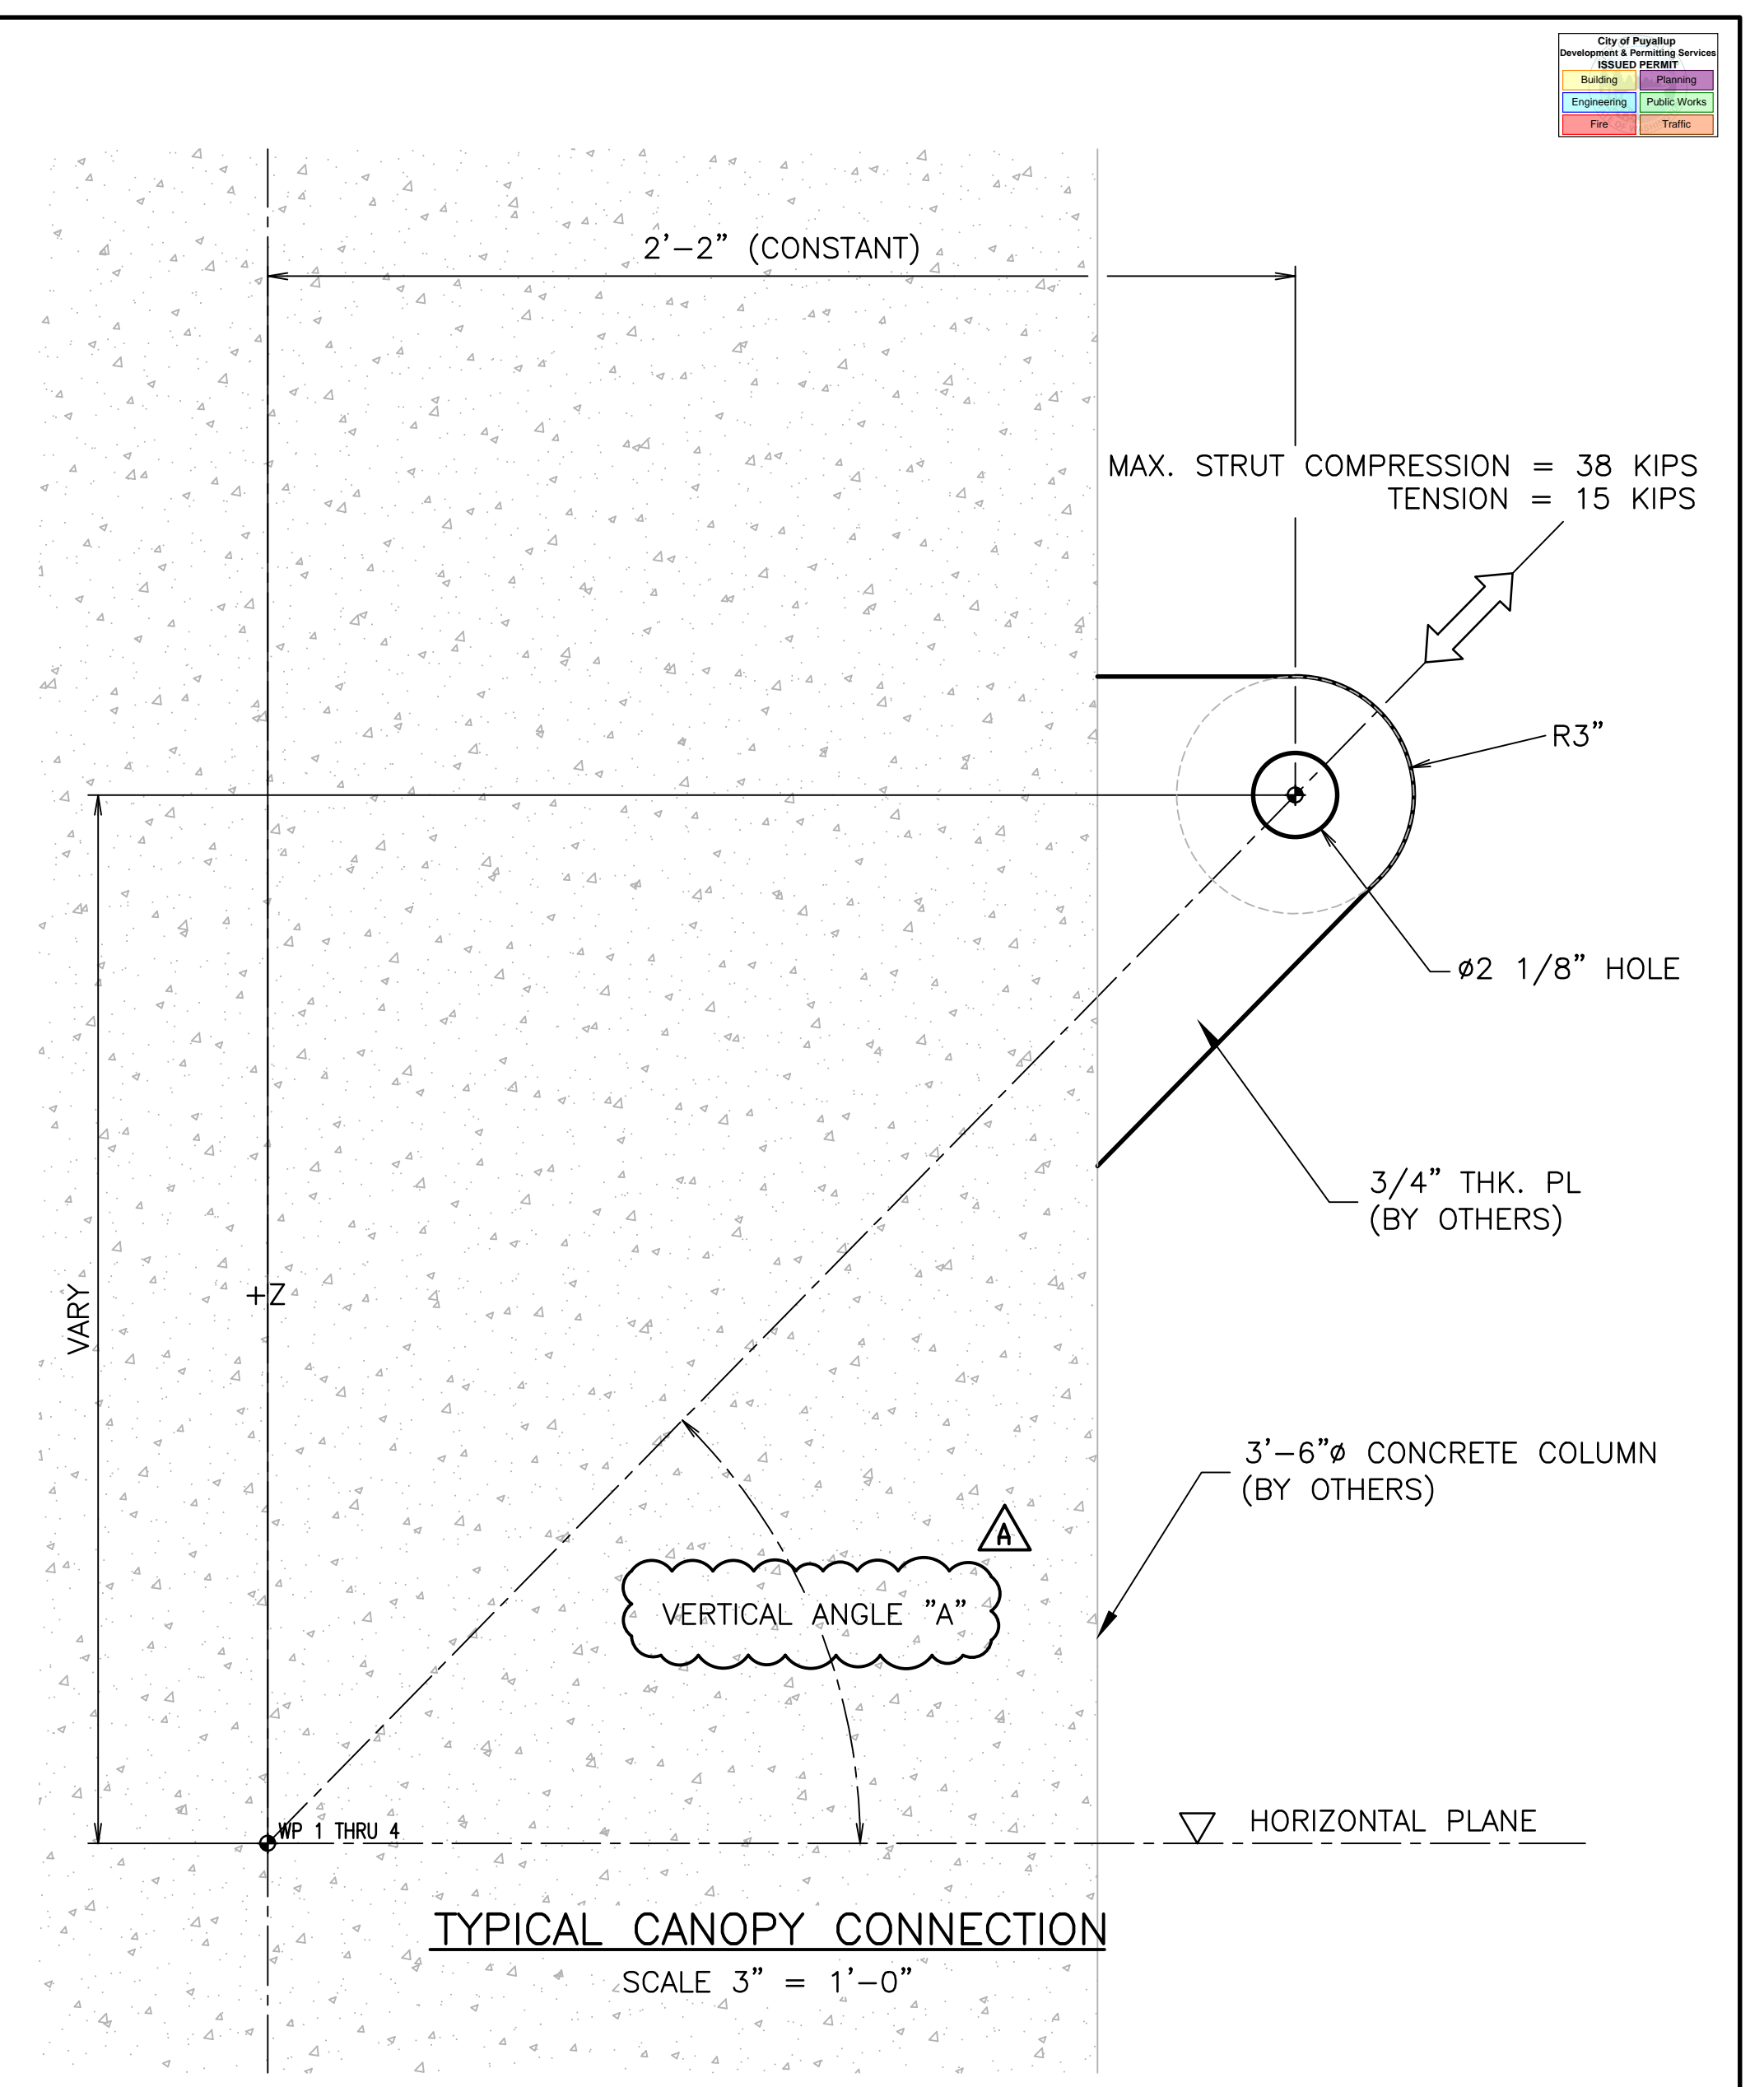 City of Puyallup
Development & Permitting Services
ISSUED PERMIT
Building Planning
Engineering Public Works
Fire Traffic
2'-2" (CONSTANT)
MAX. STRUT COMPRESSION = 38 KIPS
TENSION = 15 KIPS
R3"
ø2 1/8" HOLE
3/4" THK. PL
(BY OTHERS)
VARY
+Z
3'-6"ø CONCRETE COLUMN
(BY OTHERS)
A
VERTICAL ANGLE "A"
WP 1 THRU 4
HORIZONTAL PLANE
TYPICAL CANOPY CONNECTION
SCALE 3" = 1'-0"